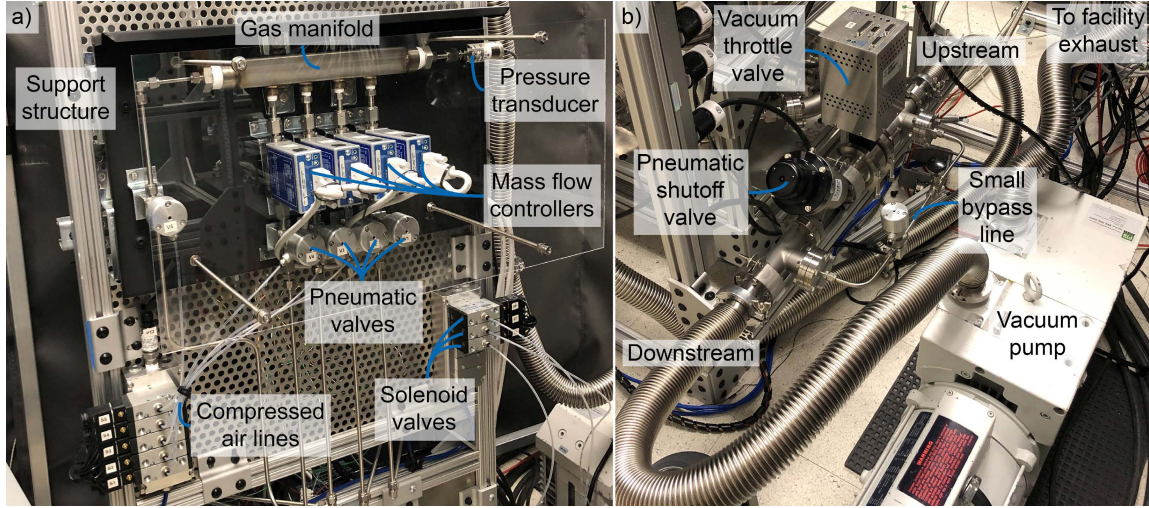 a)
Gas manifold
Support
structure
Pressure
transducer
Mass flow
controllers
Pneumatic
valves
Solenoid
valves
Compressed
air lines
b)
Vacuum
throttle
valve
Upstream
To facility
exhaust
Pneumatic
shutoff
valve
Small
bypass
line
Downstream
Vacuum
pump
WARNING